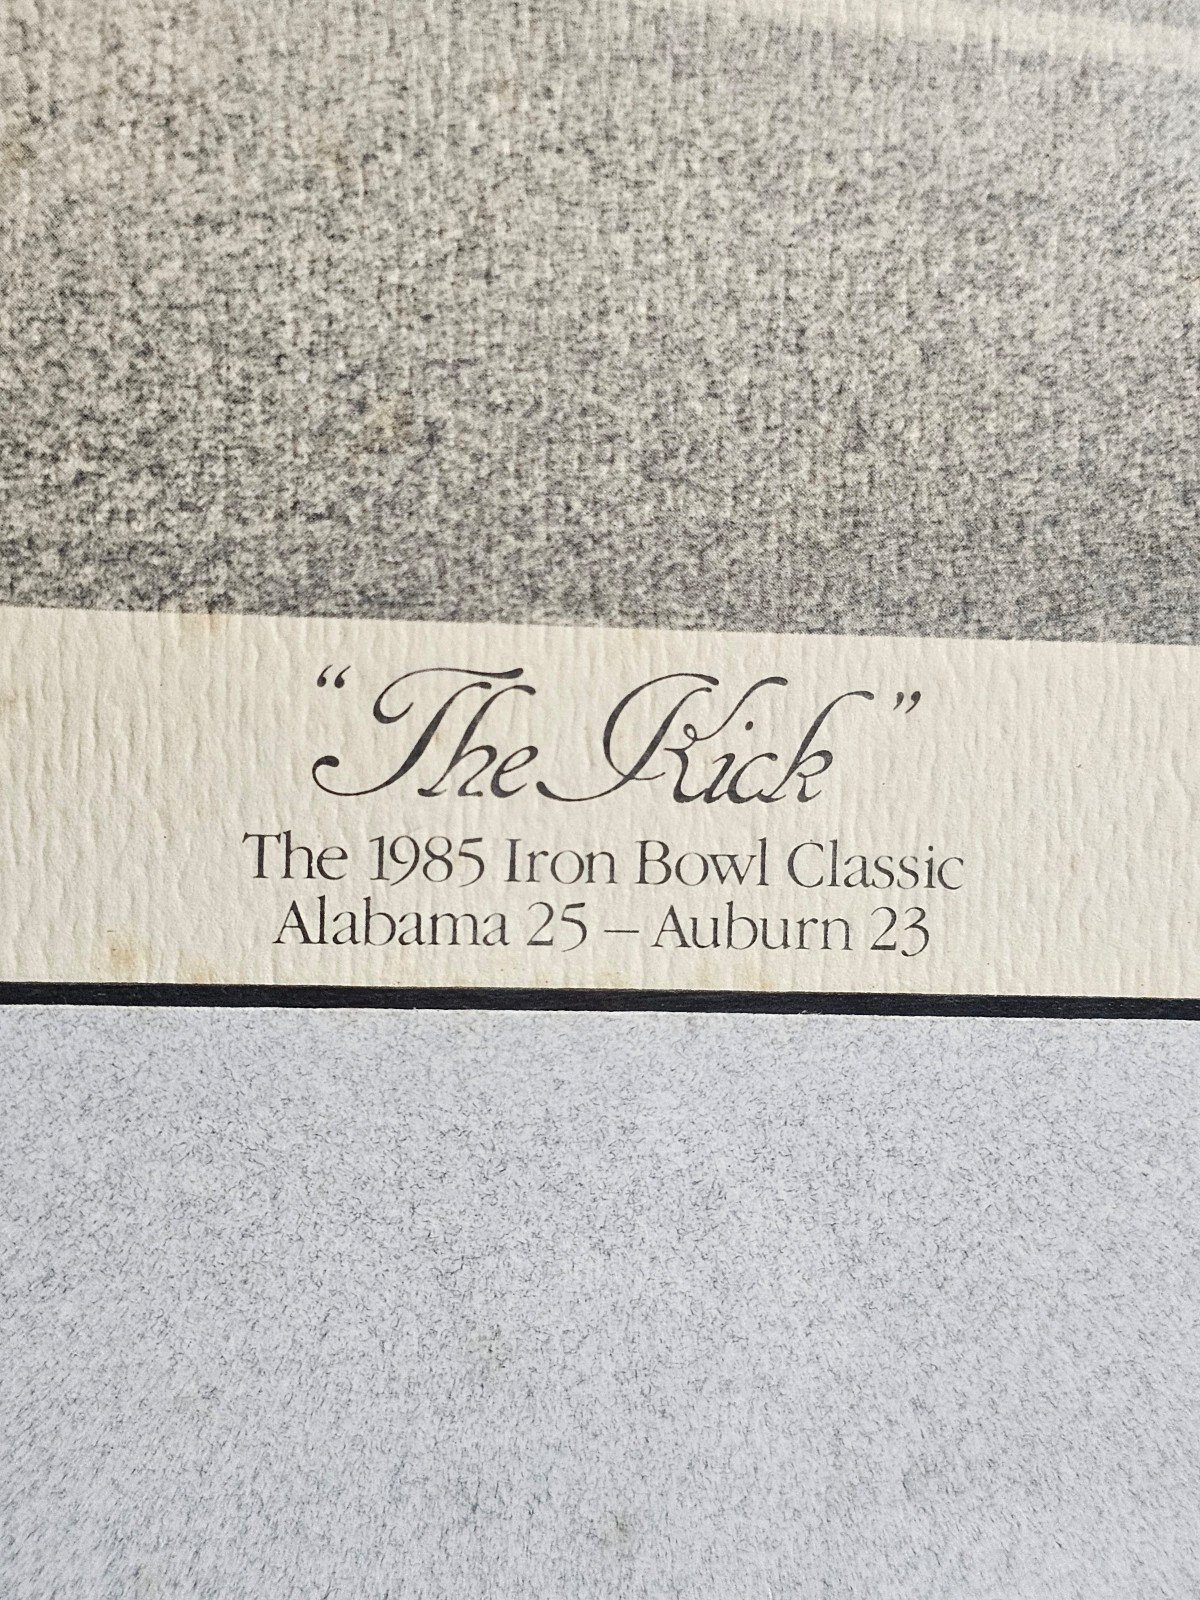 “The Kick”
The 1985 Iron Bowl Classic
Alabama 25 – Auburn 23